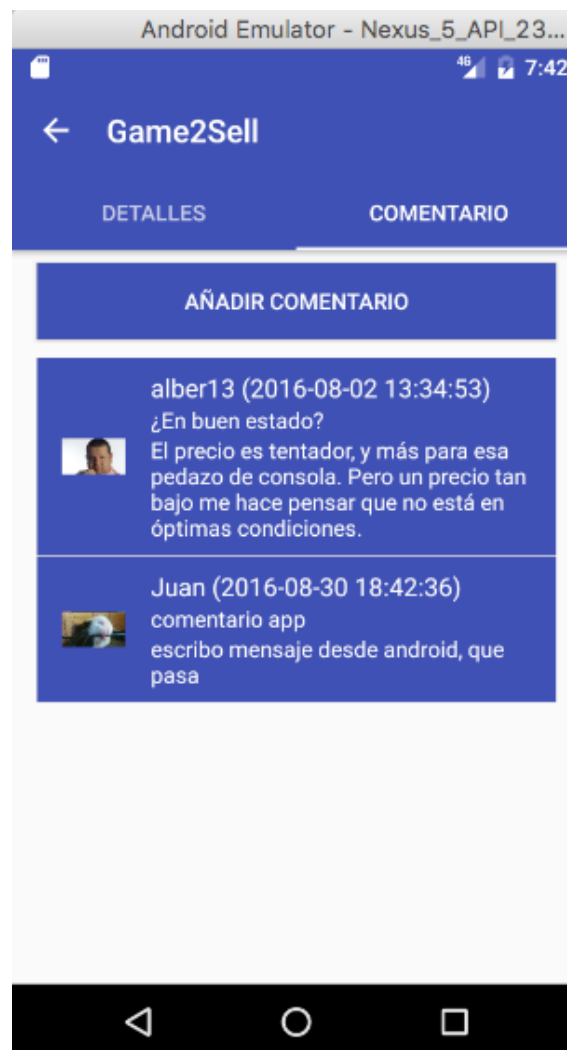 Android Emulator - Nexus_5_API_23...
4G 7:42
Game2Sell
DETALLES COMENTARIO
AÑADIR COMENTARIO
alber13 (2016-08-02 13:34:53)
¿En buen estado?
El precio es tentador, y más para esa
pedazo de consola. Pero un precio tan
bajo me hace pensar que no está en
óptimas condiciones.
Juan (2016-08-30 18:42:36)
comentario app
escribo mensaje desde android, que
pasa